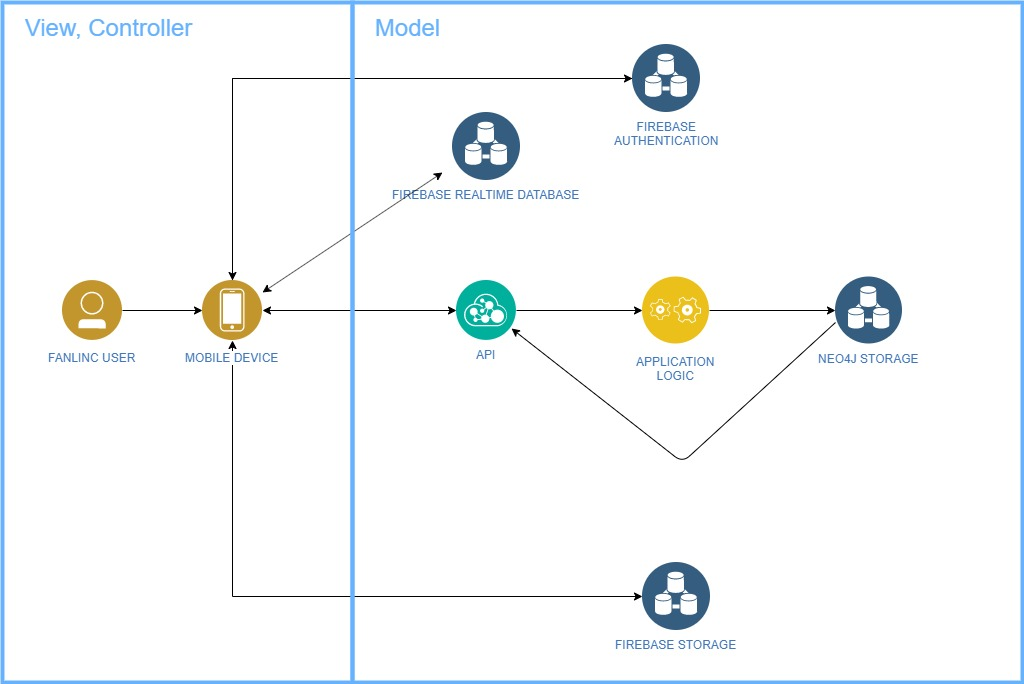 View, Controller
Model
FIREBASE
AUTHENTICATION
FIREBASE REALTIME DATABASE
FANLINC USER
MOBILE DEVICE
API
APPLICATION
LOGIC
NEO4J STORAGE
FIREBASE STORAGE